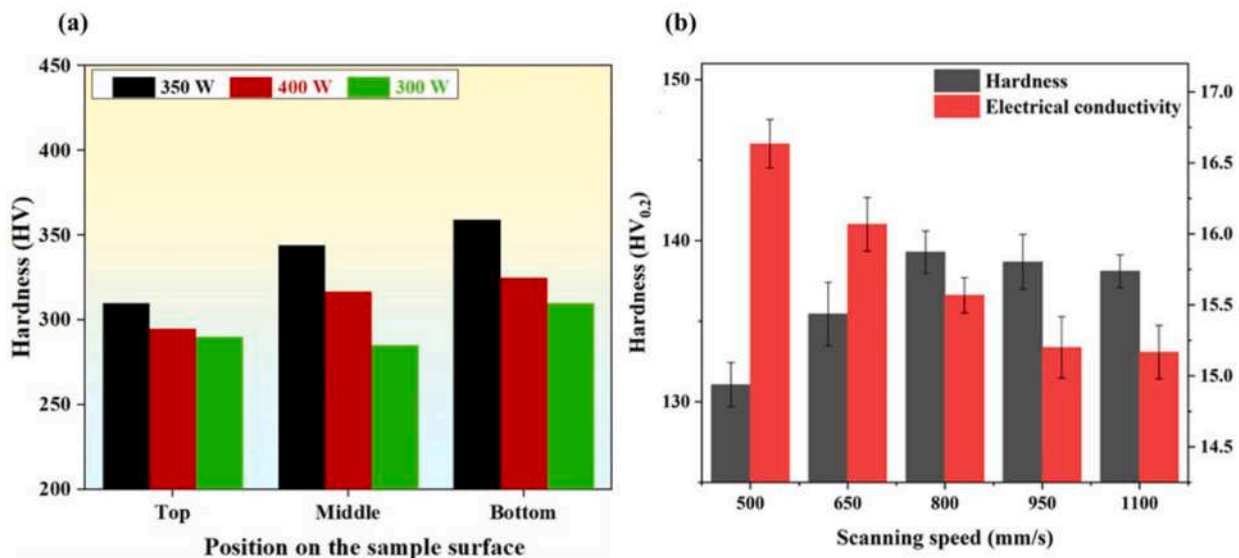 (a)
450
400
350
300
250
200
Hardness (HV)
350 W 400 W 300 W
Top Middle Bottom
Position on the sample surface
(b)
150
140
130
Hardness (HV0.2)
Hardness
Electrical conductivity
17.0
16.5
16.0
15.5
15.0
14.5
500 650 800 950 1100
Scanning speed (mm/s)